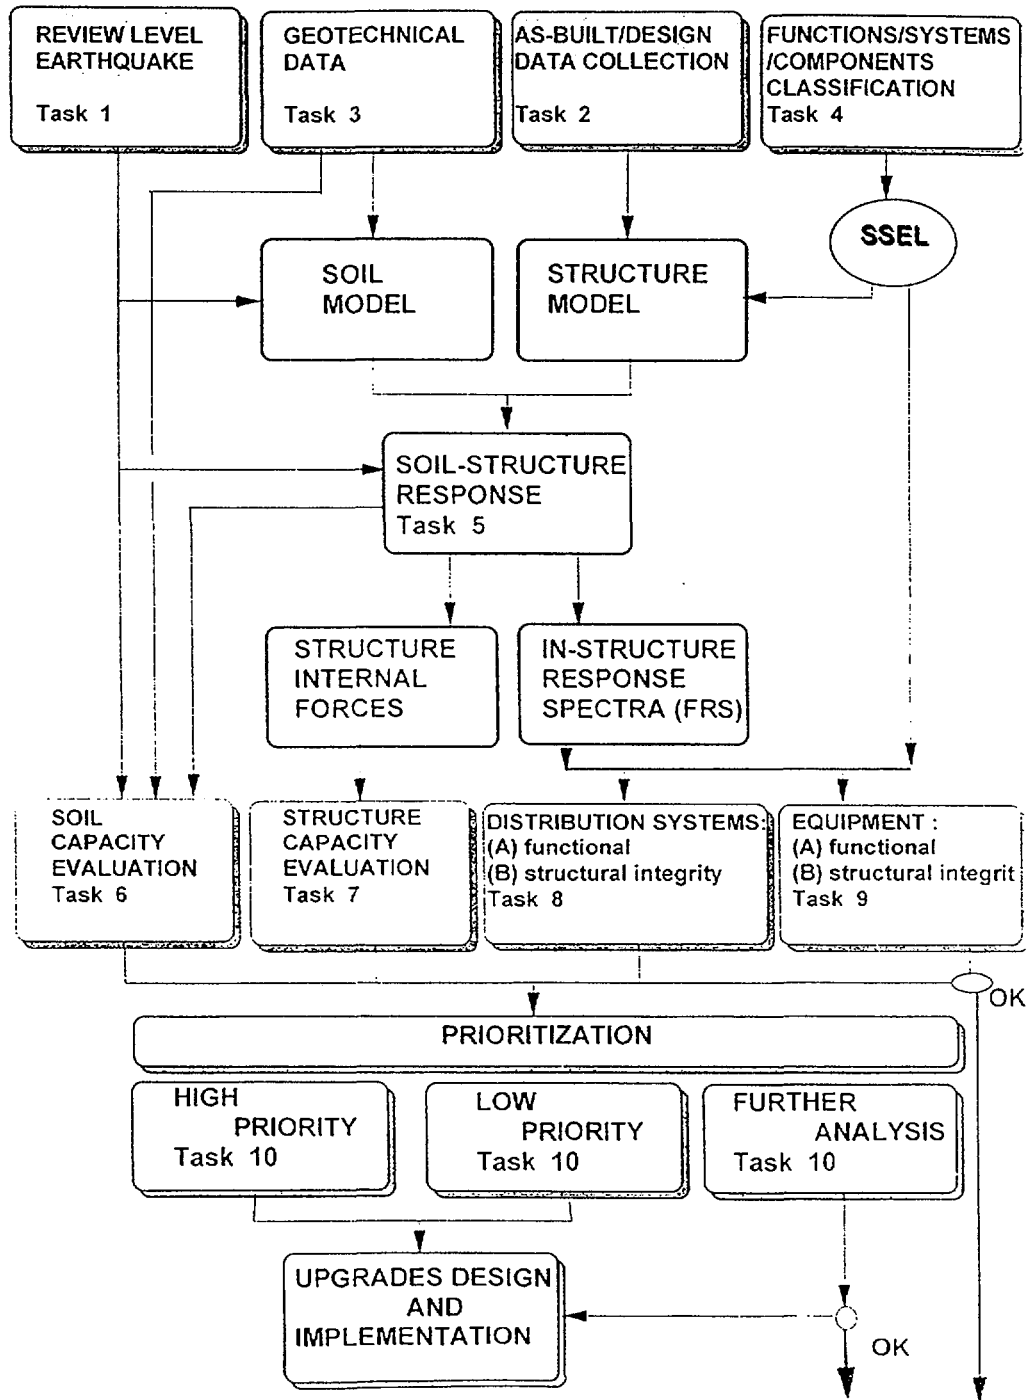 REVIEW LEVEL
EARTHQUAKE
Task 1
GEOTECHNICAL
DATA
Task 3
AS-BUILT/DESIGN
DATA COLLECTION
Task 2
FUNCTIONS/SYSTEMS
/COMPONENTS
CLASSIFICATION
Task 4
SSEL
SOIL
MODEL
STRUCTURE
MODEL
SOIL-STRUCTURE
RESPONSE
Task 5
STRUCTURE
INTERNAL
FORCES
IN-STRUCTURE
RESPONSE
SPECTRA (FRS)
SOIL
CAPACITY
EVALUATION
Task 6
STRUCTURE
CAPACITY
EVALUATION
Task 7
DISTRIBUTION SYSTEMS:
(A) functional
(B) structural integrity
Task 8
EQUIPMENT :
(A) functional
(B) structural integrit
Task 9
OK
PRIORITIZATION
HIGH
PRIORITY
Task 10
LOW
PRIORITY
Task 10
FURTHER
ANALYSIS
Task 10
UPGRADES DESIGN
AND
IMPLEMENTATION
OK